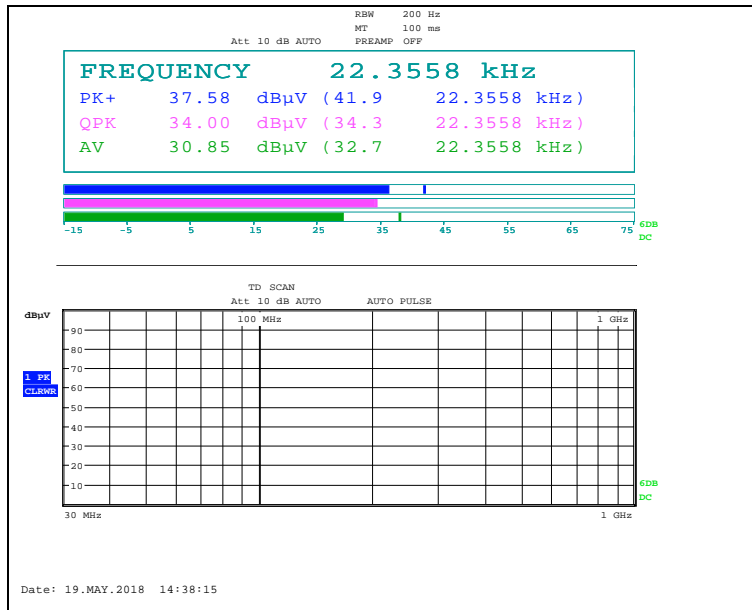 RBW 200 Hz
MT 100 ms
Att 10 dB AUTO PREAMP OFF
FREQUENCY 22.3558 kHz
PK+ 37.58 dBµV (41.9 22.3558 kHz)
QPK 34.00 dBµV (34.3 22.3558 kHz)
AV 30.85 dBµV (32.7 22.3558 kHz)
-15 -5 5 15 25 35 45 55 65 75
6DB
DC
TD SCAN
Att 10 dB AUTO AUTO PULSE
dBµV
100 MHz 1 GHz
90
80
70
1 PK
60
CLRWR
50
40
30
20
10
6DB
DC
30 MHz 1 GHz
Date: 19.MAY.2018 14:38:15